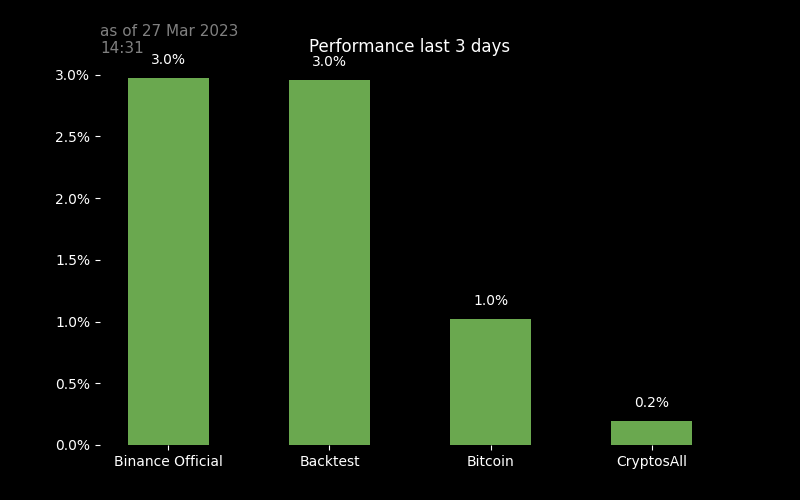 as of 27 Mar 2023
14:31
Performance last 3 days
3.0%
3.0%
1.0%
0.2%
3.0%
2.5%
2.0%
1.5%
1.0%
0.5%
0.0%
Binance Official
Backtest
Bitcoin
CryptosAll